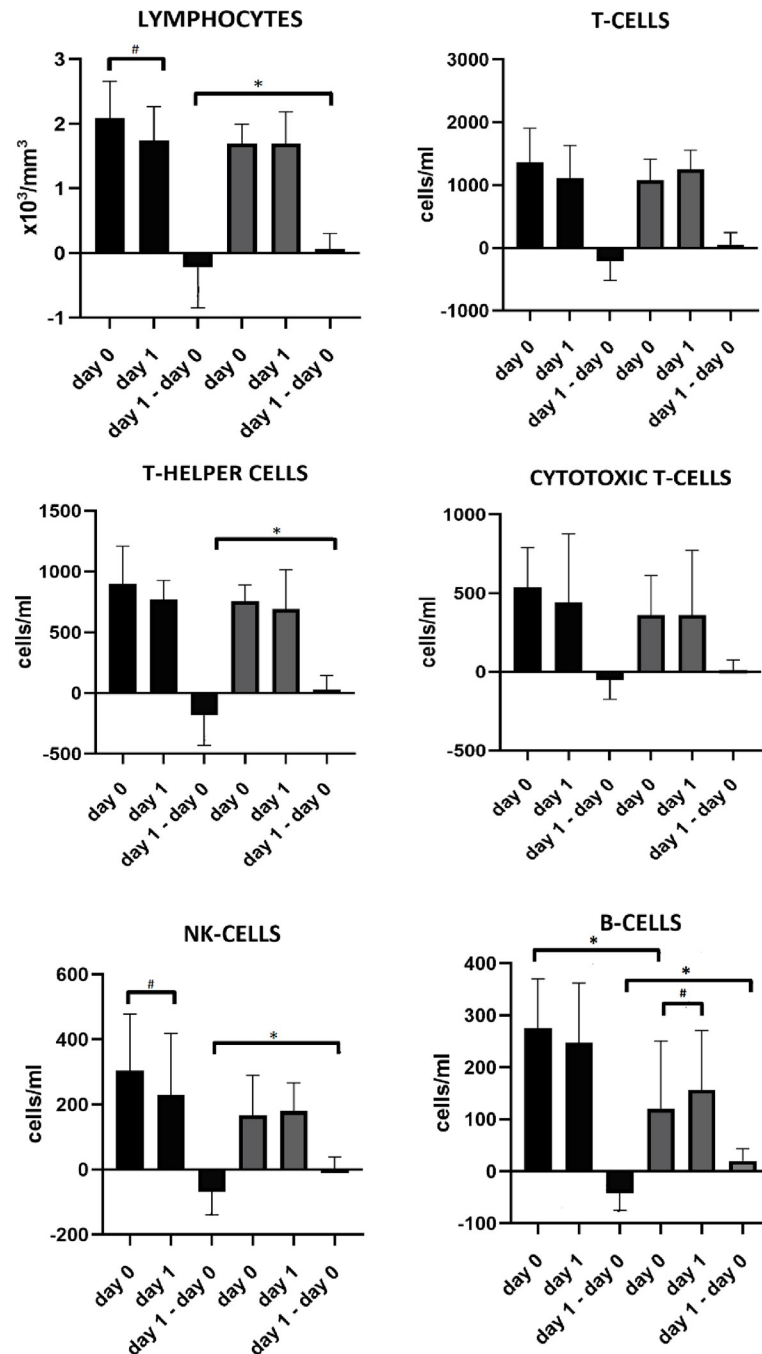 LYMPHOCYTES
#
*
x10³/mm³
3
2
1
0
-1
day 0
day 1
day 1 - day 0
day 0
day 1
day 1 - day 0
T-CELLS
cells/ml
3000
2000
1000
0
-1000
day 0
day 1
day 1 - day 0
day 0
day 1
day 1 - day 0
T-HELPER CELLS
*
cells/ml
1500
1000
500
0
-500
day 0
day 1
day 1 - day 0
day 0
day 1
day 1 - day 0
CYTOTOXIC T-CELLS
cells/ml
1000
500
0
-500
day 0
day 1
day 1 - day 0
day 0
day 1
day 1 - day 0
NK-CELLS
#
*
cells/ml
600
400
200
0
-200
day 0
day 1
day 1 - day 0
day 0
day 1
day 1 - day 0
B-CELLS
*
*
#
cells/ml
400
300
200
100
0
-100
day 0
day 1
day 1 - day 0
day 0
day 1
day 1 - day 0